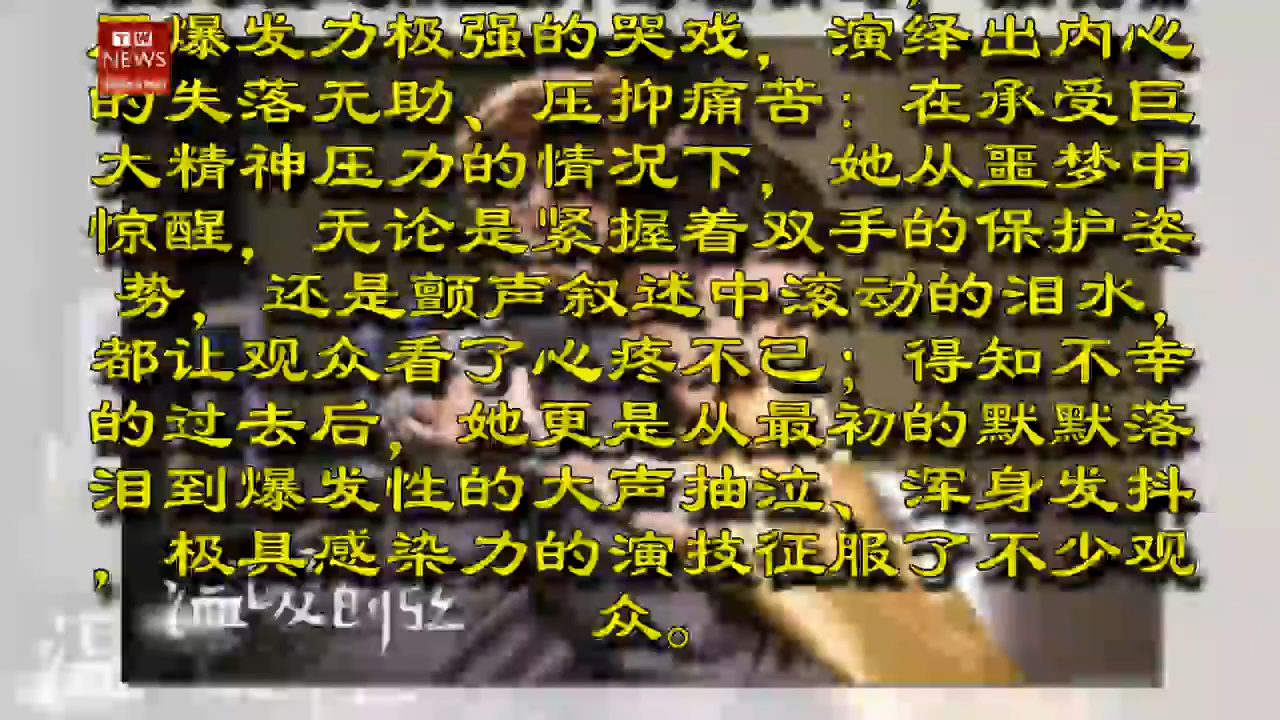 TW
NEWS
爆发力极强的哭戏，演绎出内心
的失落无助、压抑痛苦；在承受巨
大精神压力的情况下，她从噩梦中
惊醒，无论是紧握着双手的保护姿
势，还是颤声叙述中滚动的泪水，
都让观众看了心疼不已；得知不幸
的过去后，她更是从最初的默默落
泪到爆发性的大声抽泣、浑身发抖
，极具感染力的演技征服了不少观
众。
温暖的弦